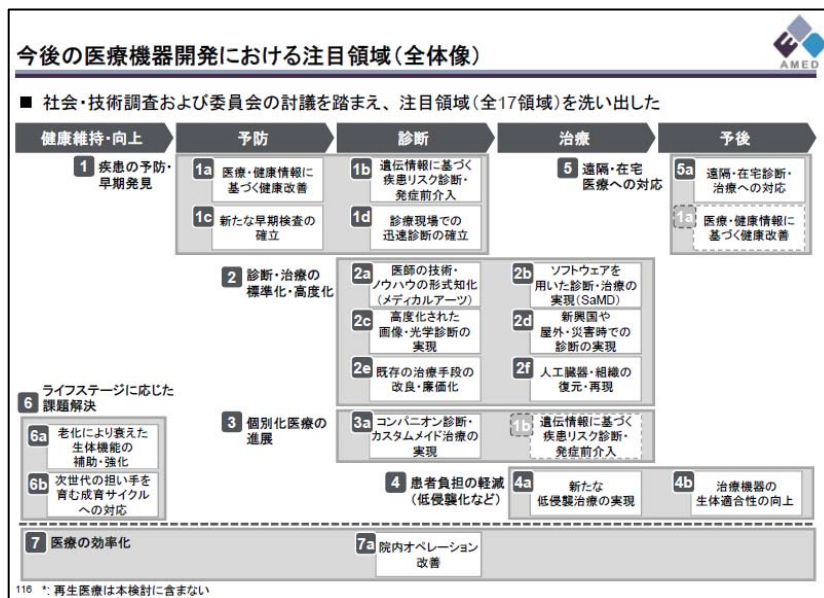 今後の医療機器開発における注目領域(全体像)
AMED
■ 社会・技術調査および委員会の討議を踏まえ、注目領域(全17領域)を洗い出した
健康維持・向上
予防
診断
治療
予後
1 疾患の予防・
早期発見
1a 医療・健康情報に
基づく健康改善
1b 遺伝情報に基づく
疾患リスク診断・
発症前介入
1c 新たな早期検査の
確立
1d 診療現場での
迅速診断の確立
5 遠隔・在宅
医療への対応
5a 遠隔・在宅診断・
治療への対応
1a 医療・健康情報に
基づく健康改善
2 診断・治療の
標準化・高度化
2a 医師の技術・
ノウハウの形式知化
(メディカルアーツ)
2b ソフトウェアを
用いた診断・治療の
実現(SaMD)
2c 高度化された
画像・光学診断の
実現
2d 新興国や
屋外・災害時での
診断の実現
2e 既存の治療手段の
改良・廉価化
2f 人工臓器・組織の
復元・再現
6 ライフステージに応じた
課題解決
6a 老化により衰えた
生体機能の
補助・強化
6b 次世代の担い手を
育む成育サイクル
への対応
3 個別化医療の
進展
3a コンパニオン診断・
カスタムメイド治療の
実現
1b 遺伝情報に基づく
疾患リスク診断・
発症前介入
4 患者負担の軽減
(低侵襲化など)
4a 新たな
低侵襲治療の実現
4b 治療機器の
生体適合性の向上
7 医療の効率化
7a 院内オペレーション
改善
116 *: 再生医療は本検討に含まない